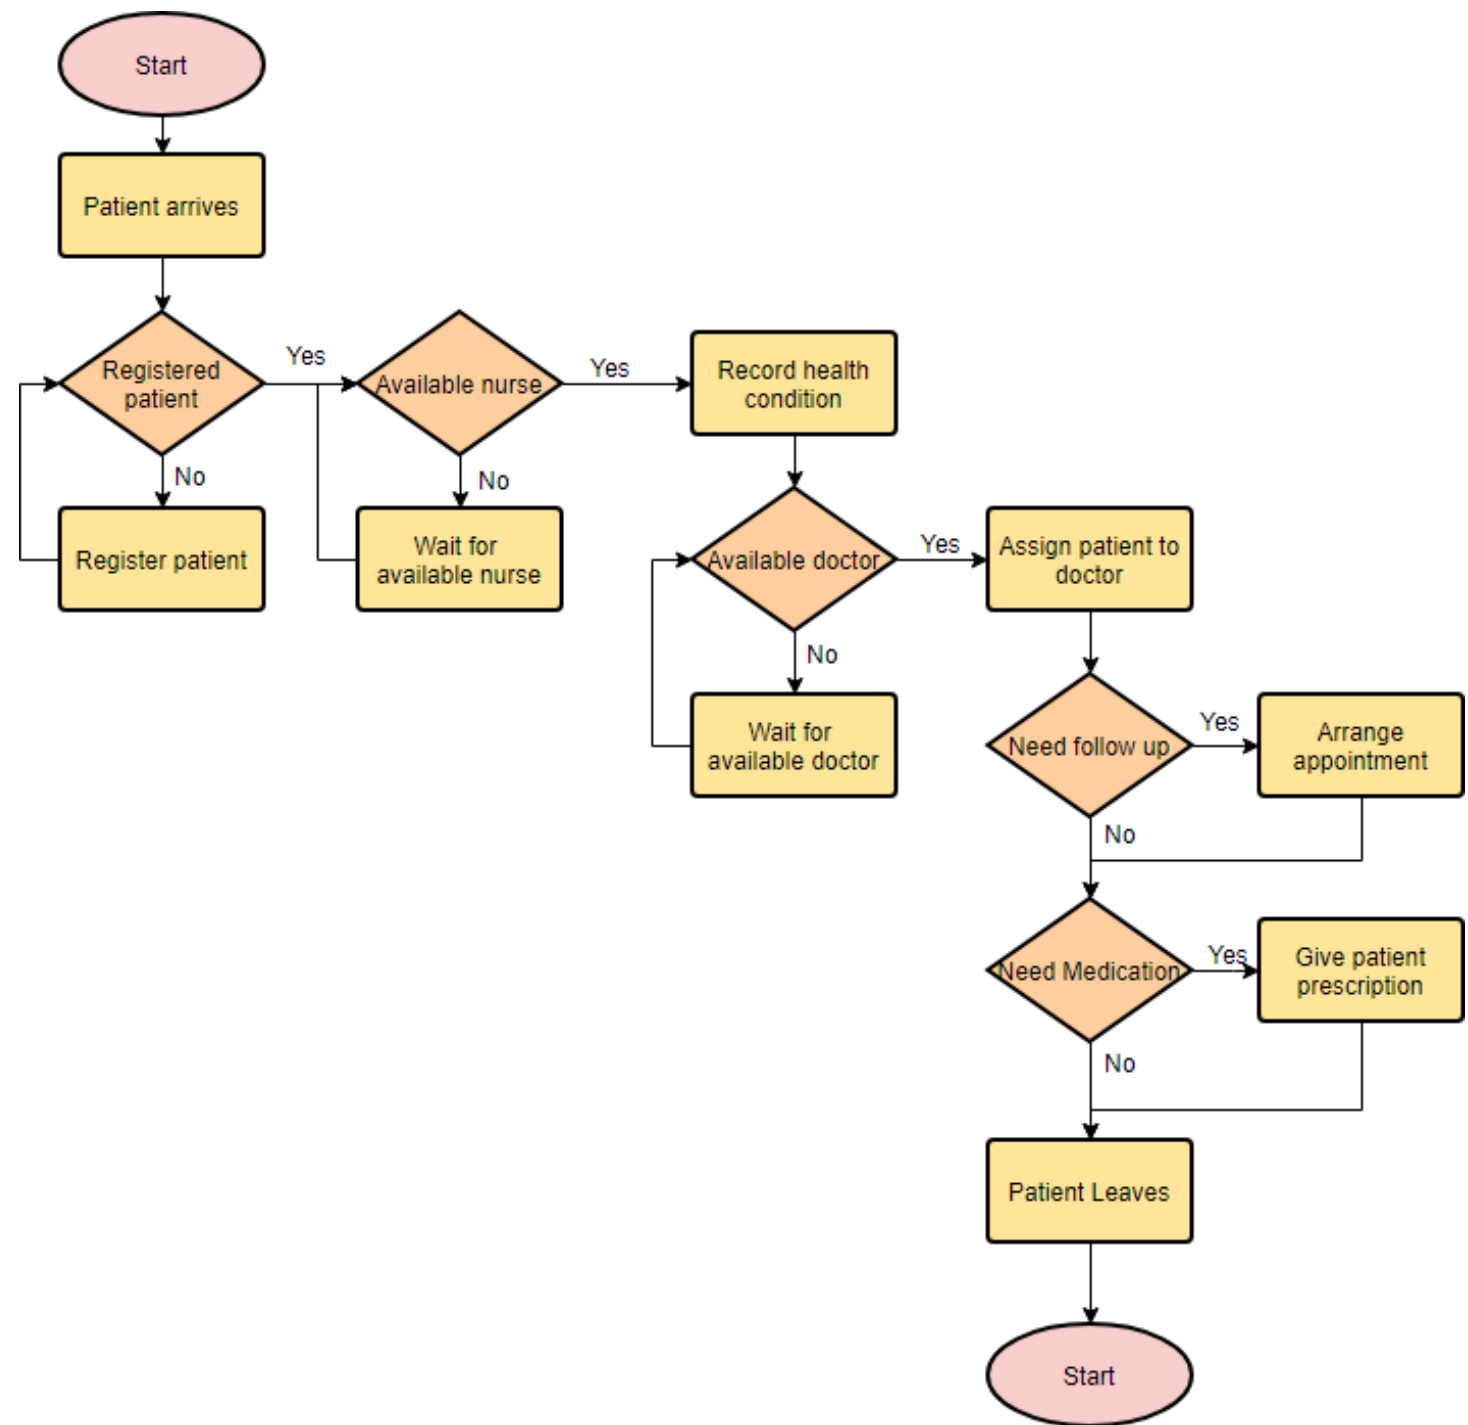 Start
Patient arrives
Registered
patient
Yes
No
Register patient
Available nurse
Yes
No
Wait for
available nurse
Record health
condition
Available doctor
Yes
No
Wait for
available doctor
Assign patient to
doctor
Need follow up
Yes
No
Arrange
appointment
Need Medication
Yes
No
Give patient
prescription
Patient Leaves
Start